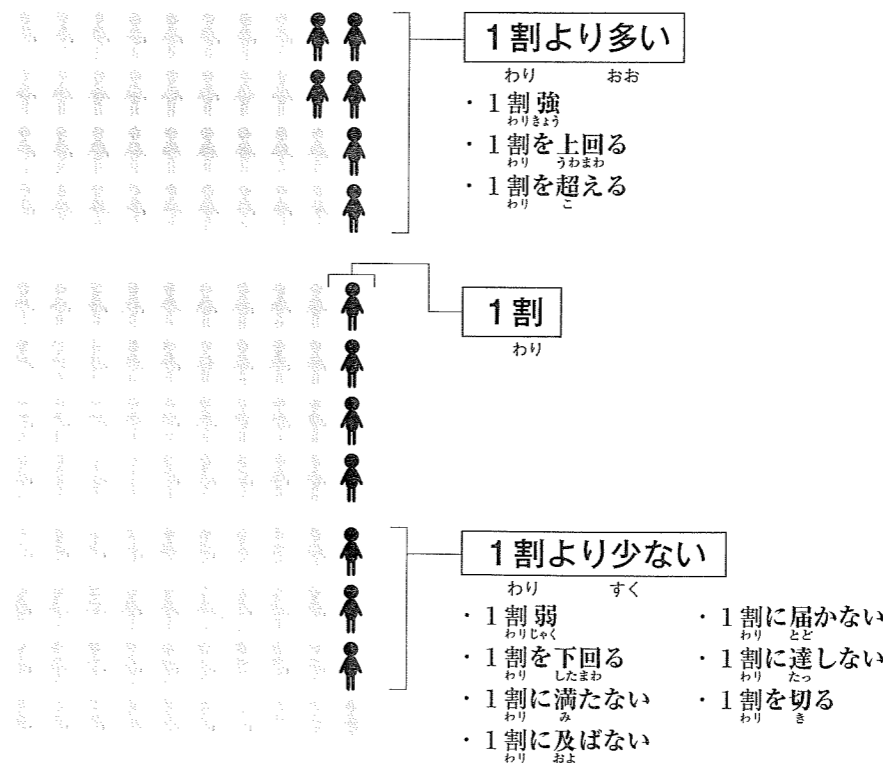 1割より多い
わり おお
・1割強
わりきょう
・1割を上回る
わり うわまわ
・1割を超える
わり こ
1割
わり
1割より少ない
わり すく
・1割弱
わりじゃく
・1割を下回る
わり したまわ
・1割に満たない
わり み
・1割に及ばない
わり およ
・1割に届かない
わり とど
・1割に達しない
わり たっ
・1割を切る
わり き